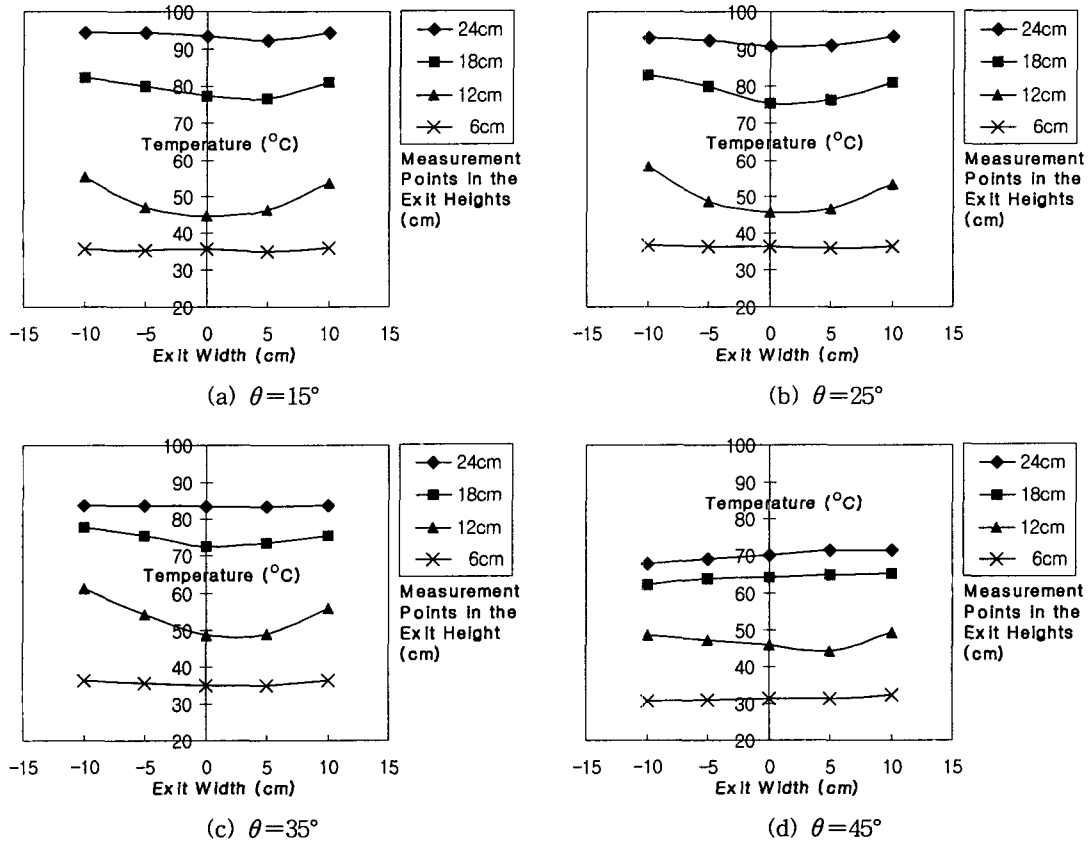 100
90
80
70
Temperature (°C)
60
50
40
30
20
-15 -10 -5 0 5 10 15
Exit Width (cm)
24cm
18cm
12cm
6cm
Measurement
Points in the
Exit Heights
(cm)
(a) θ=15°
100
90
80
70
Temperature (°C)
60
50
40
30
20
-15 -10 -5 0 5 10 15
Exit Width (cm)
24cm
18cm
12cm
6cm
Measurement
Points in the
Exit Heights
(cm)
(b) θ=25°
100
90
80
70
Temperature (°C)
60
50
40
30
20
-15 -10 -5 0 5 10 15
Exit Width (cm)
24cm
18cm
12cm
6cm
Measurement
Points in the
Exit Height
(cm)
(c) θ=35°
100
90
Temperature (°C)
80
70
60
50
40
30
20
-15 -10 -5 0 5 10 15
Exit Width (cm)
24cm
18cm
12cm
6cm
Measurement
Points in the
Exit Heights
(cm)
(d) θ=45°